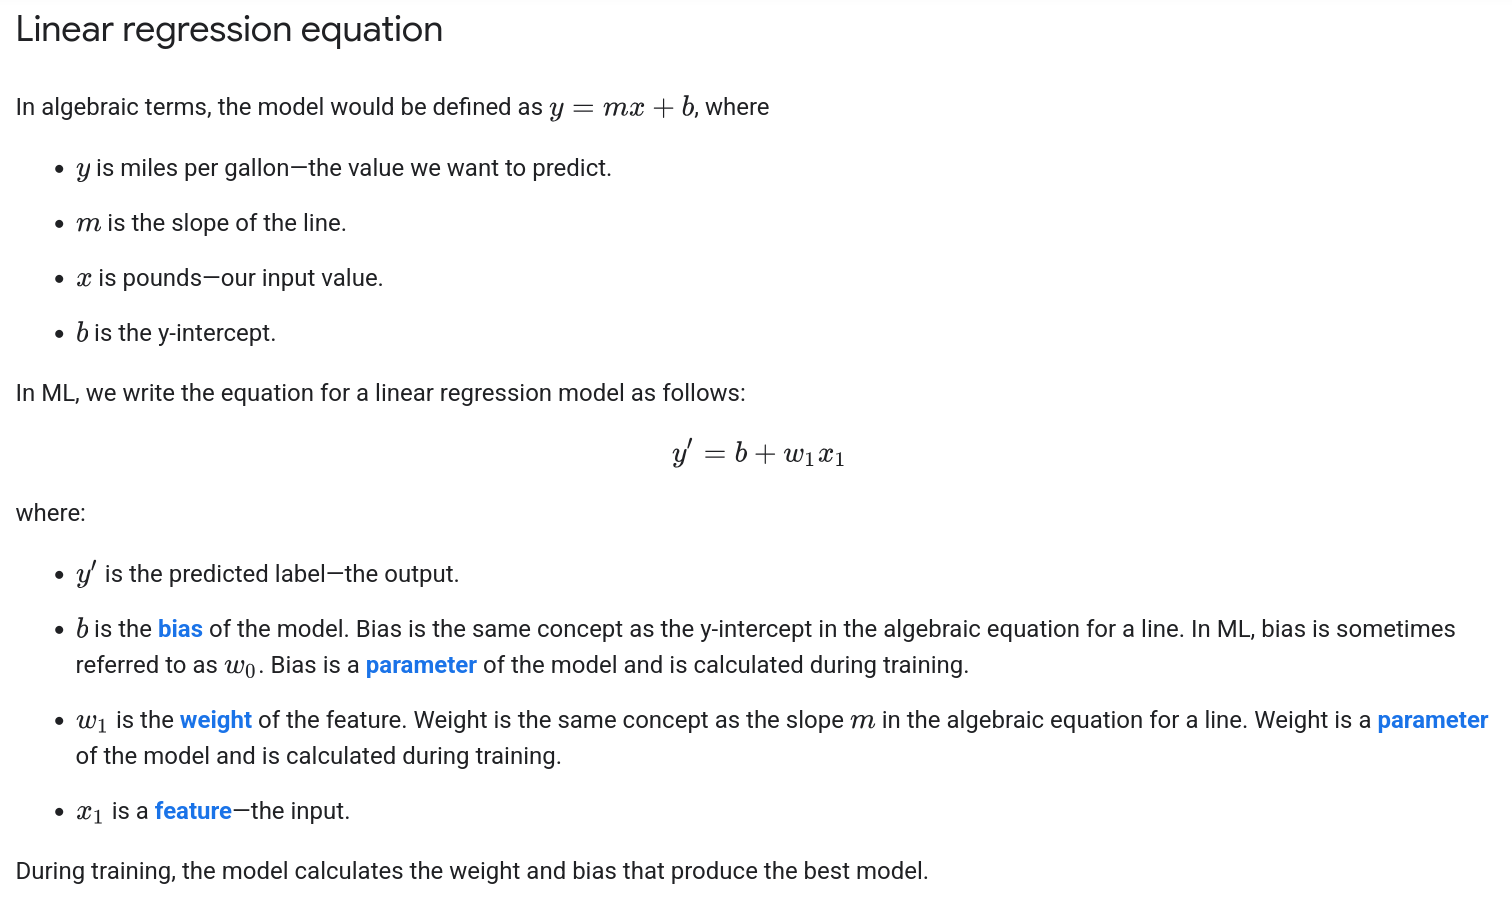 Linear regression equation
In algebraic terms, the model would be defined as y = mx + b, where
• y is miles per gallon—the value we want to predict.
• m is the slope of the line.
• x is pounds—our input value.
• b is the y-intercept.
In ML, we write the equation for a linear regression model as follows:
y′ = b + w₁x₁
where:
• y′ is the predicted label—the output.
• b is the bias of the model. Bias is the same concept as the y-intercept in the algebraic equation for a line. In ML, bias is sometimes
referred to as w₀. Bias is a parameter of the model and is calculated during training.
• w₁ is the weight of the feature. Weight is the same concept as the slope m in the algebraic equation for a line. Weight is a parameter
of the model and is calculated during training.
• x₁ is a feature—the input.
During training, the model calculates the weight and bias that produce the best model.